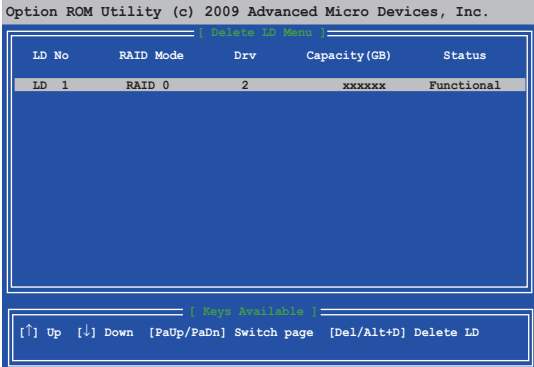 Option ROM Utility (c) 2009 Advanced Micro Devices, Inc.
[ Delete LD Menu ]
LD No RAID Mode Drv Capacity(GB) Status
LD 1 RAID 0 2 xxxxxx Functional
[ Keys Available ]
[↑] Up [↓] Down [PaUp/PaDn] Switch page [Del/Alt+D] Delete LD